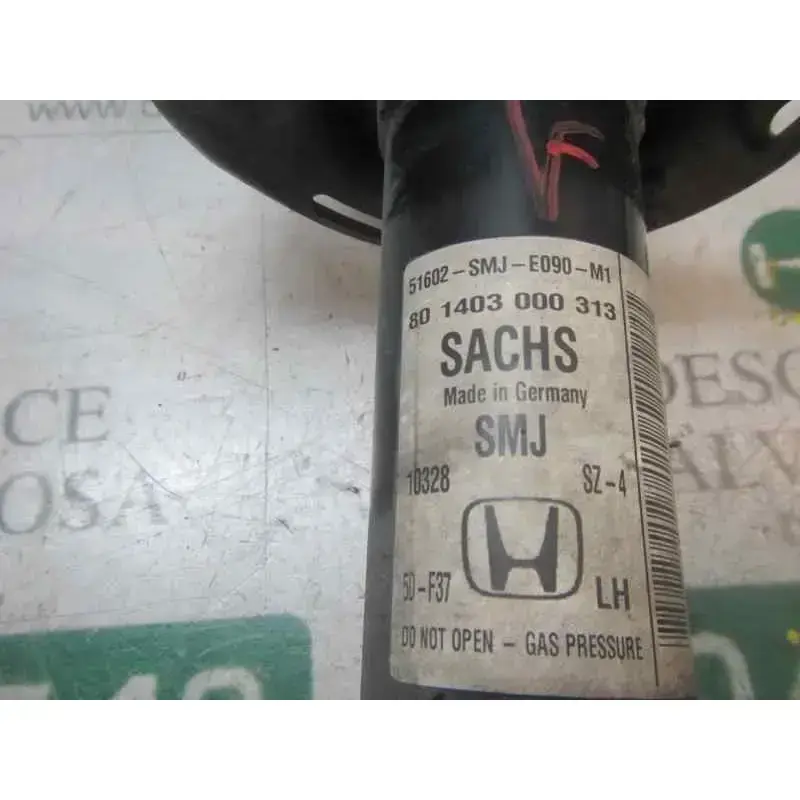 www.
51602-SMJ-E090-M1
80 1403 000 313
SACHS
Made in Germany
SMJ
10328 SZ-4
5D-F37 LH
DO NOT OPEN - GAS PRESSURE